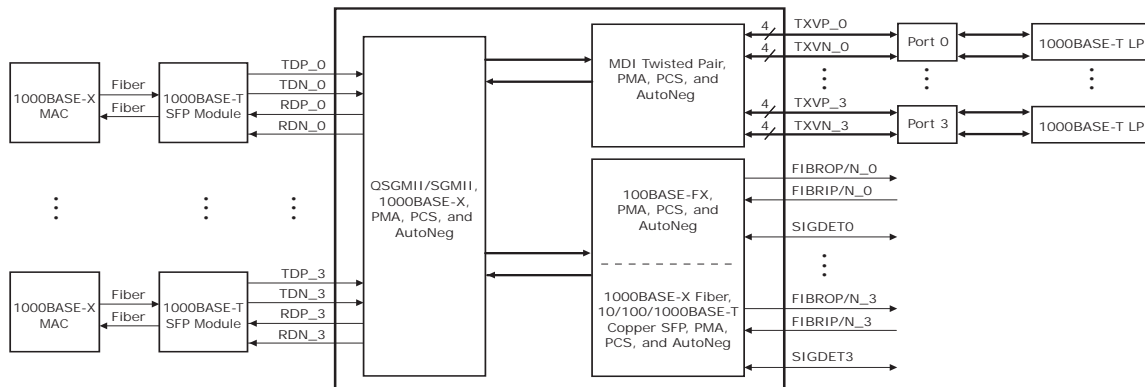 1000BASE-X
MAC
Fiber
Fiber
1000BASE-T
SFP Module
TDP_0
TDN_0
RDP_0
RDN_0
1000BASE-X
MAC
Fiber
Fiber
1000BASE-T
SFP Module
TDP_3
TDN_3
RDP_3
RDN_3
QSGMII/SGMII,
1000BASE-X,
PMA, PCS, and
AutoNeg
MDI Twisted Pair,
PMA, PCS, and
AutoNeg
4
TXVP_0
4
TXVN_0
4
TXVP_3
4
TXVN_3
Port 0
1000BASE-T LP
Port 3
1000BASE-T LP
100BASE-FX,
PMA, PCS, and
AutoNeg
1000BASE-X Fiber,
10/100/1000BASE-T
Copper SFP, PMA,
PCS, and AutoNeg
FIBROP/N_0
FIBRIP/N_0
SIGDET0
FIBROP/N_3
FIBRIP/N_3
SIGDET3